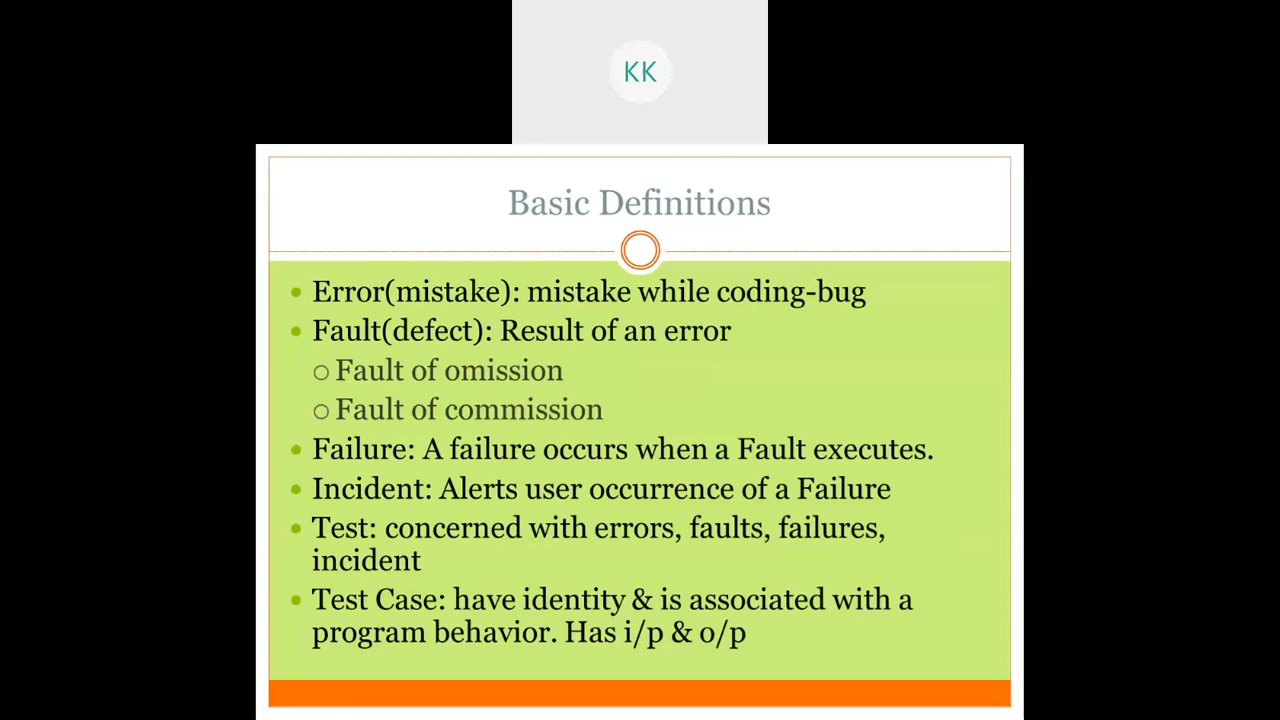 KK
Basic Definitions
Error(mistake): mistake while coding-bug
Fault(defect): Result of an error
Fault of omission
Fault of commission
Failure: A failure occurs when a Fault executes.
Incident: Alerts user occurrence of a Failure
Test: concerned with errors, faults, failures,
incident
Test Case: have identity & is associated with a
program behavior. Has i/p & o/p